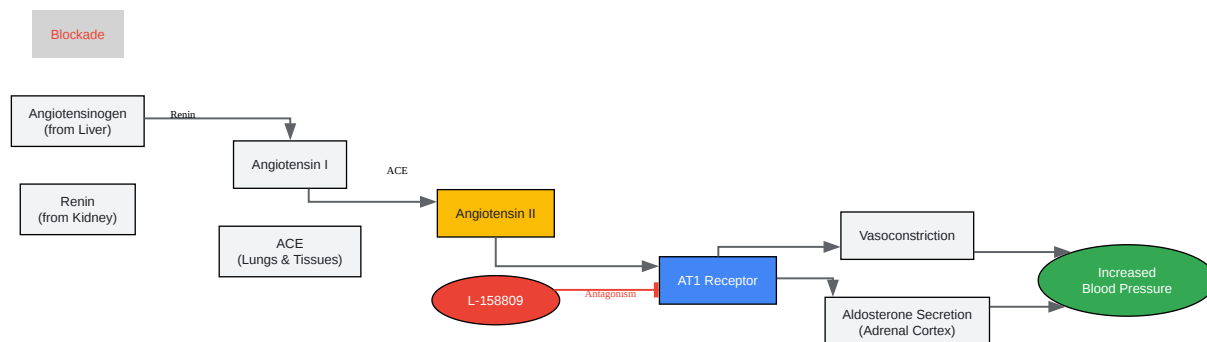 Blockade
Angiotensinogen
(from Liver)
Renin
Angiotensin I
ACE
Renin
(from Kidney)
ACE
(Lungs & Tissues)
Angiotensin II
L-158809
Antagonism
AT1 Receptor
Vasoconstriction
Aldosterone Secretion
(Adrenal Cortex)
Increased
Blood Pressure